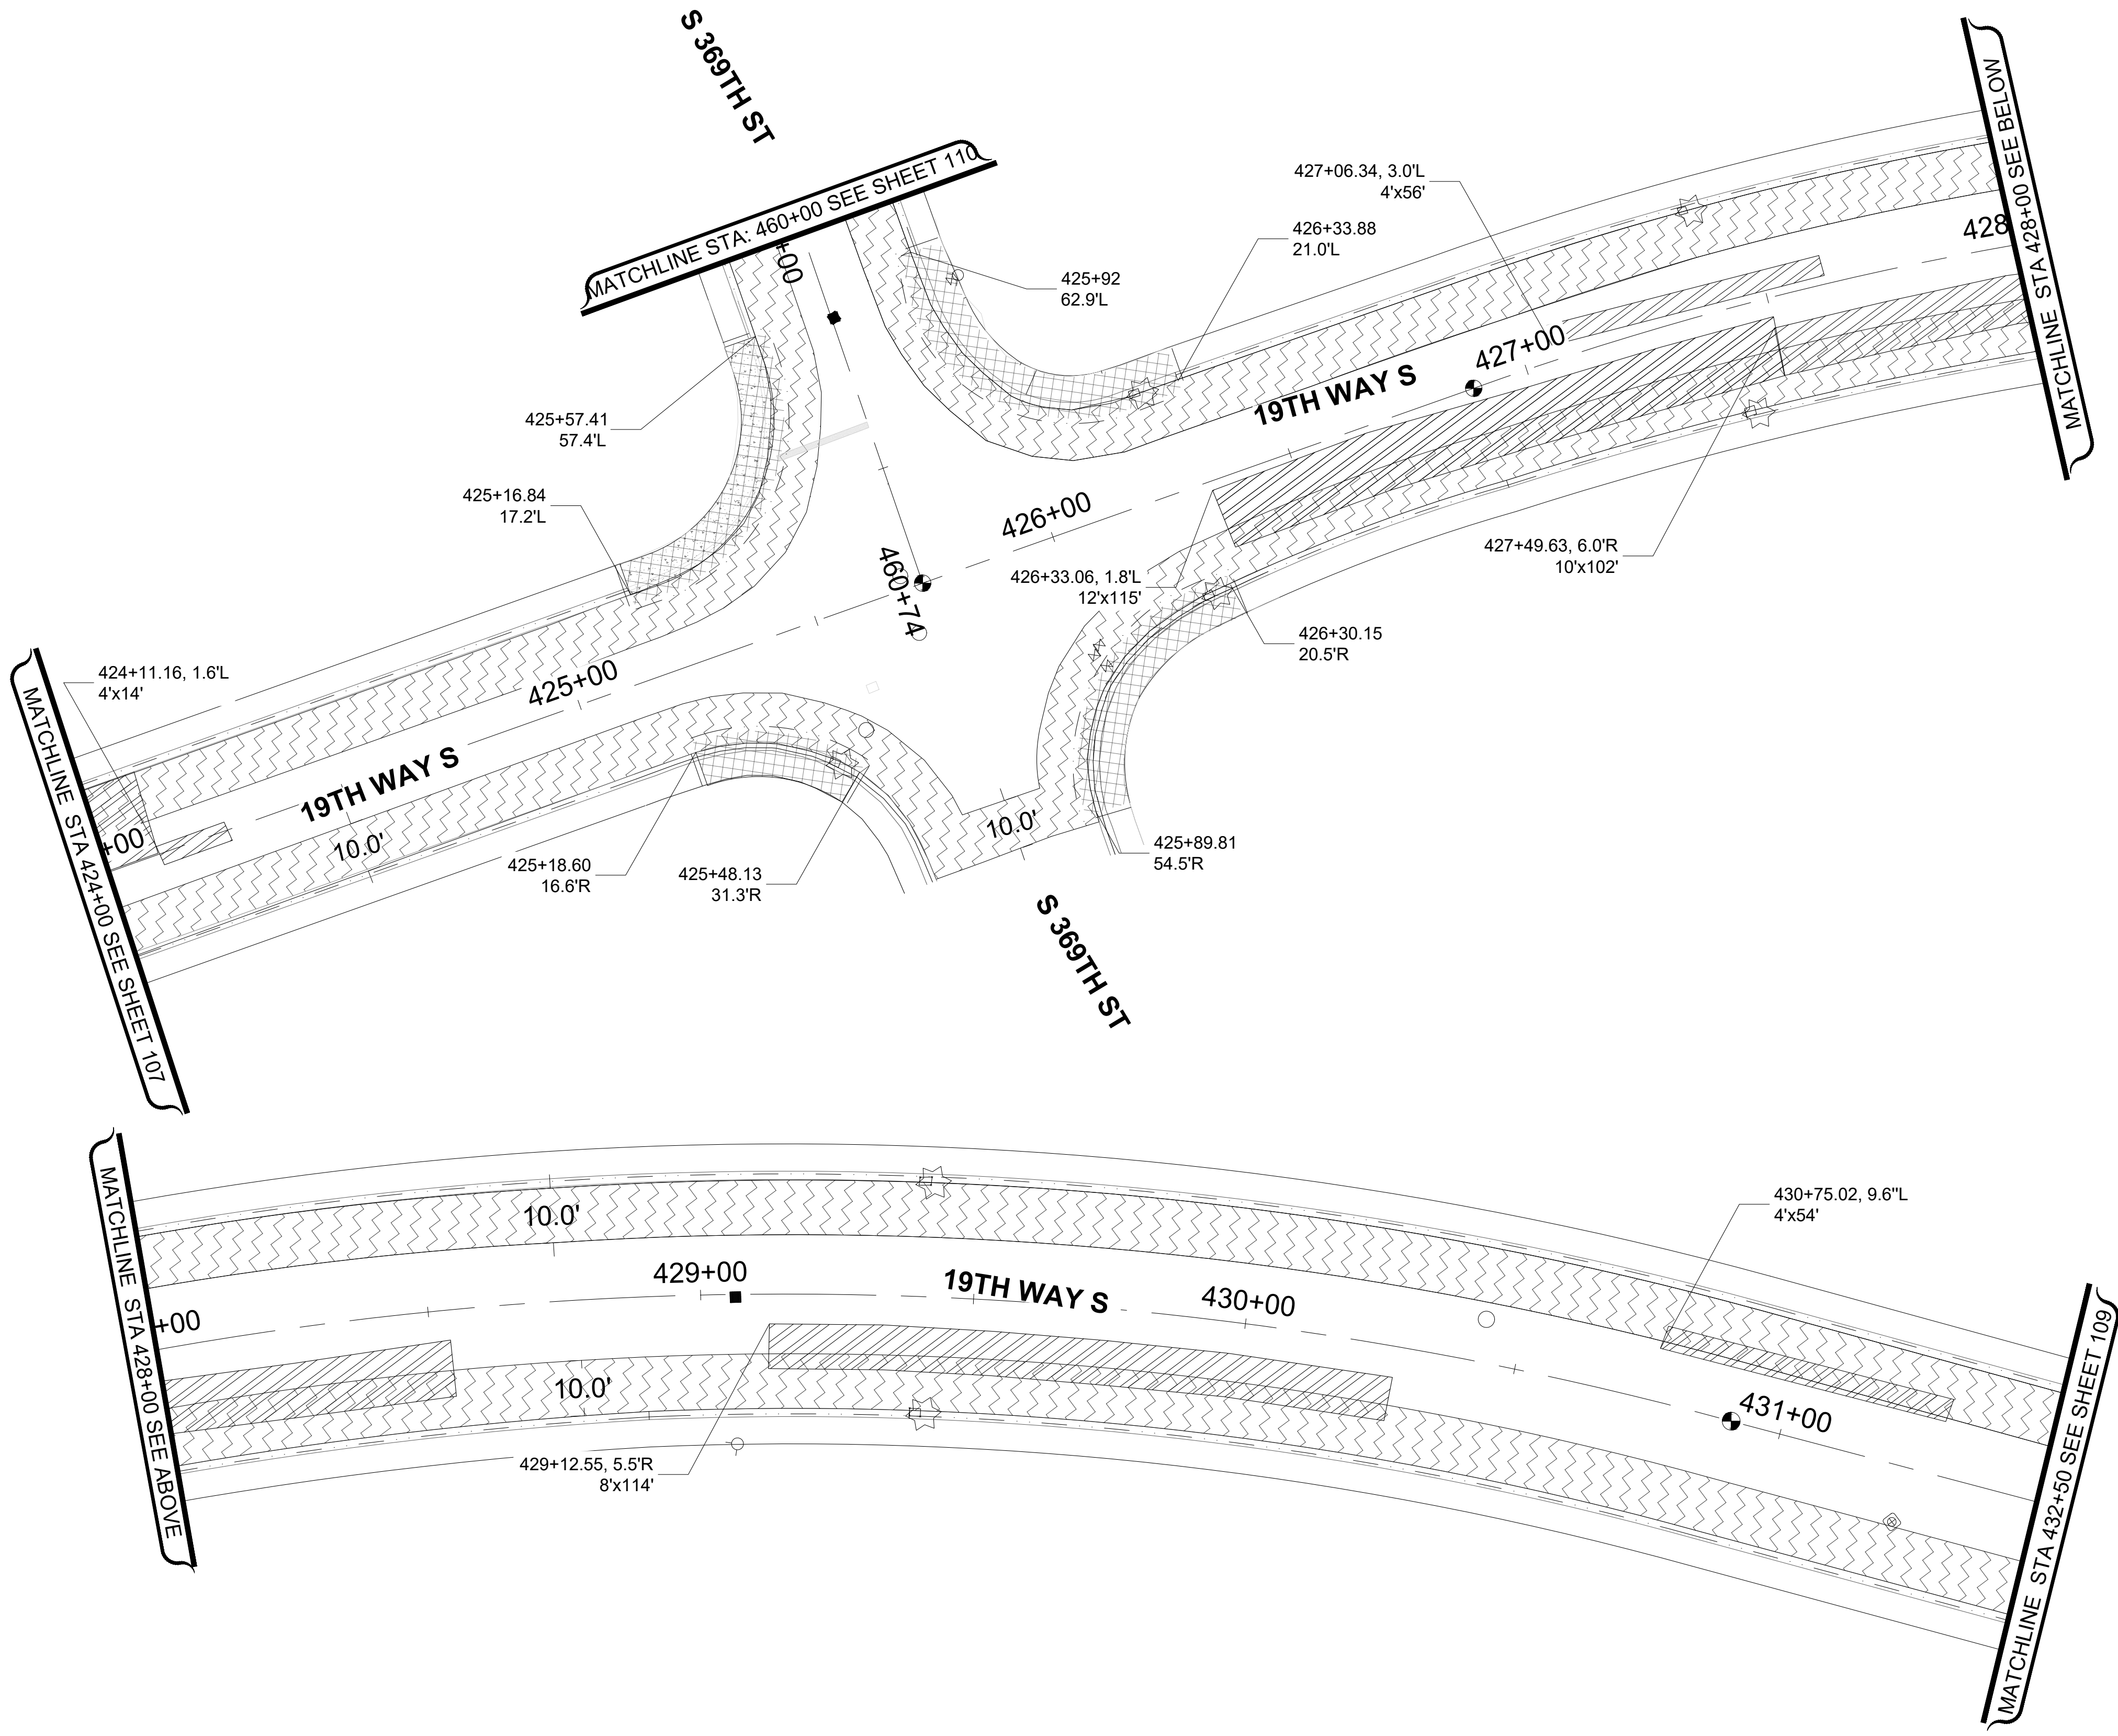 S 369TH ST
MATCHLINE STA: 460+00 SEE SHEET 110
+00
425+92
62.9'L
427+06.34, 3.0'L
4'x56'
426+33.88
21.0'L
428
MATCHLINE STA 428+00 SEE BELOW
427+00
19TH WAY S
425+57.41
57.4'L
425+16.84
17.2'L
426+00
460+74
426+33.06, 1.8'L
12'x115'
427+49.63, 6.0'R
10'x102'
426+30.15
20.5'R
424+11.16, 1.6'L
4'x14'
425+00
19TH WAY S
+00
10.0'
10.0'
MATCHLINE STA 424+00 SEE SHEET 107
425+18.60
16.6'R
425+48.13
31.3'R
425+89.81
54.5'R
S 369TH ST
MATCHLINE STA 428+00 SEE ABOVE
+00
10.0'
429+00
19TH WAY S
430+00
430+75.02, 9.6"L
4'x54'
10.0'
431+00
429+12.55, 5.5'R
8'x114'
MATCHLINE STA 432+50 SEE SHEET 109